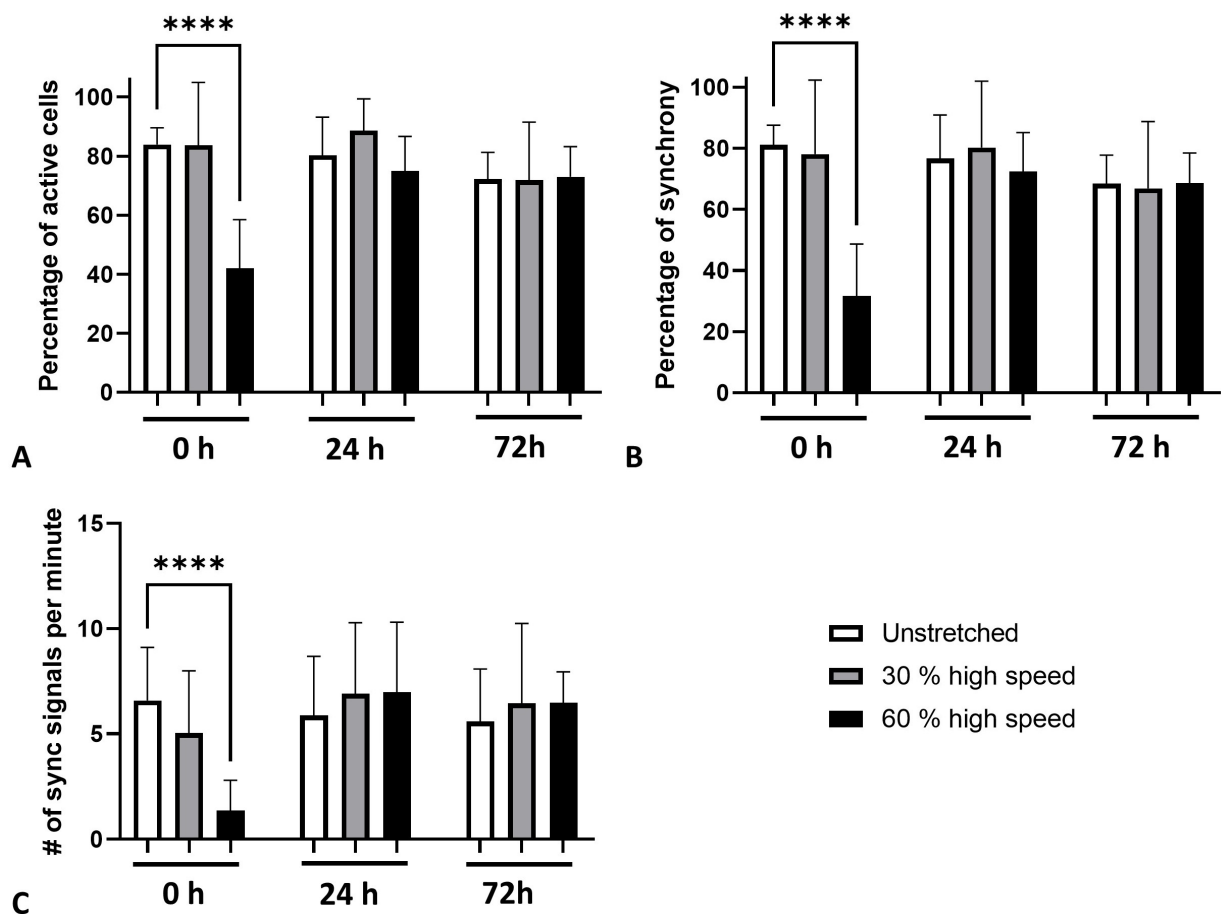 ****
Percentage of active cells
100
80
60
40
20
0
0 h 24 h 72h
A
****
Percentage of synchrony
100
80
60
40
20
0
0 h 24 h 72h
B
****
# of sync signals per minute
15
10
5
0
0 h 24 h 72h
C
Unstretched
30 % high speed
60 % high speed